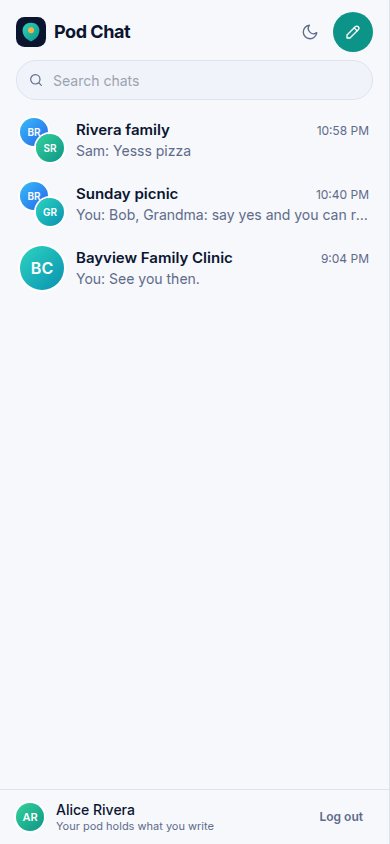 Pod Chat
Search chats
BR
SR
Rivera family
10:58 PM
Sam: Yesss pizza
BR
GR
Sunday picnic
10:40 PM
You: Bob, Grandma: say yes and you can r...
BC
Bayview Family Clinic
9:04 PM
You: See you then.
AR
Alice Rivera
Your pod holds what you write
Log out